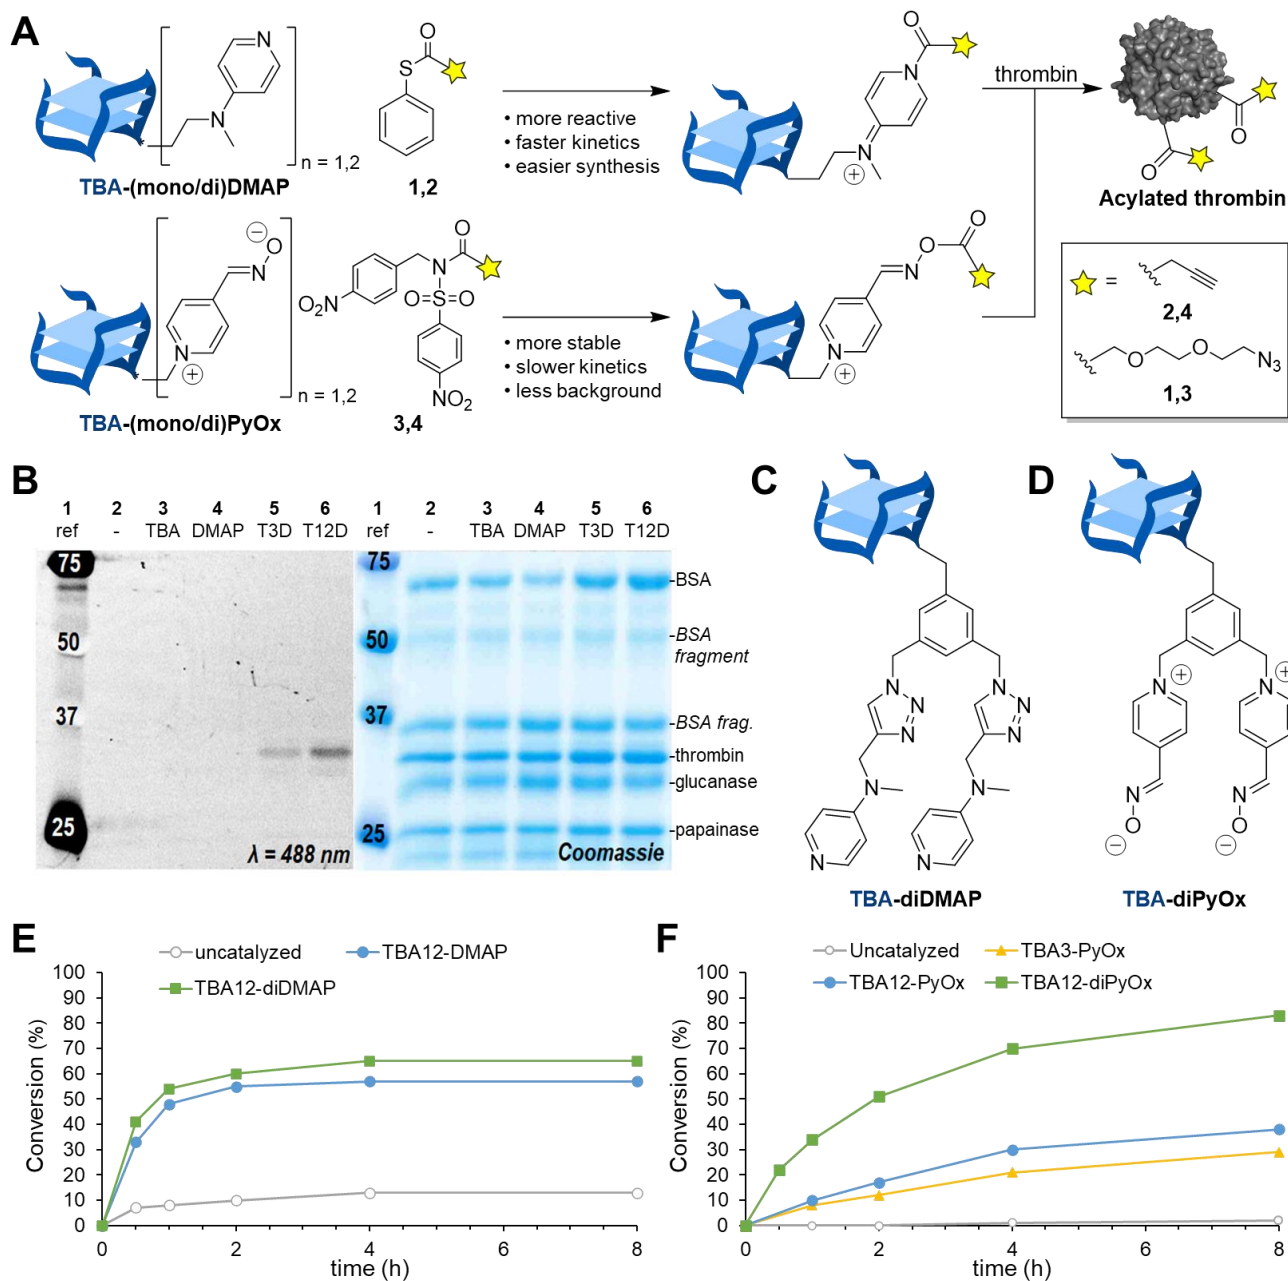 A
N
N
n = 1,2
TBA-(mono/di)DMAP
O
S
1,2
• more reactive
• faster kinetics
• easier synthesis
O
N
N
+
thrombin
O
O
Acylated thrombin
−
O
N
N
+
n = 1,2
TBA-(mono/di)PyOx
O
N
O2N
O S O
NO2
3,4
• more stable
• slower kinetics
• less background
O
O
N
N
+
=
2,4
O O N3
1,3
B
1 2 3 4 5 6
ref - TBA DMAP T3D T12D
75
50
37
25
λ = 488 nm
1 2 3 4 5 6
ref - TBA DMAP T3D T12D
75
50
37
25
-BSA
-BSA
fragment
-BSA frag.
-thrombin
-glucanase
-papainase
Coomassie
C
N N
N N
N N
N N
N N
TBA-diDMAP
D
+ +
N N
N N
O O
− −
TBA-diPyOx
E
uncatalyzed TBA12-DMAP
TBA12-diDMAP
Conversion (%)
100
90
80
70
60
50
40
30
20
10
0
0 2 4 6 8
time (h)
F
Uncatalyzed TBA3-PyOx
TBA12-PyOx TBA12-diPyOx
Conversion (%)
100
90
80
70
60
50
40
30
20
10
0
0 2 4 6 8
time (h)